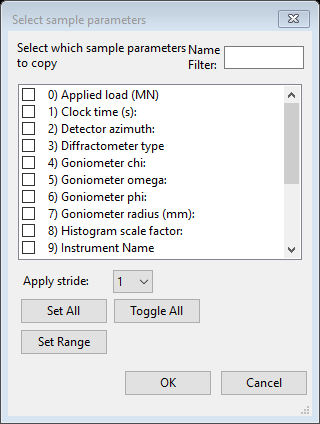 Select sample parameters
Select which sample parameters Name
to copy Filter:
0) Applied load (MN)
1) Clock time (s):
2) Detector azimuth:
3) Diffractometer type
4) Goniometer chi:
5) Goniometer omega:
6) Goniometer phi:
7) Goniometer radius (mm):
8) Histogram scale factor:
9) Instrument Name
Apply stride: 1
Set All Toggle All
Set Range
OK Cancel